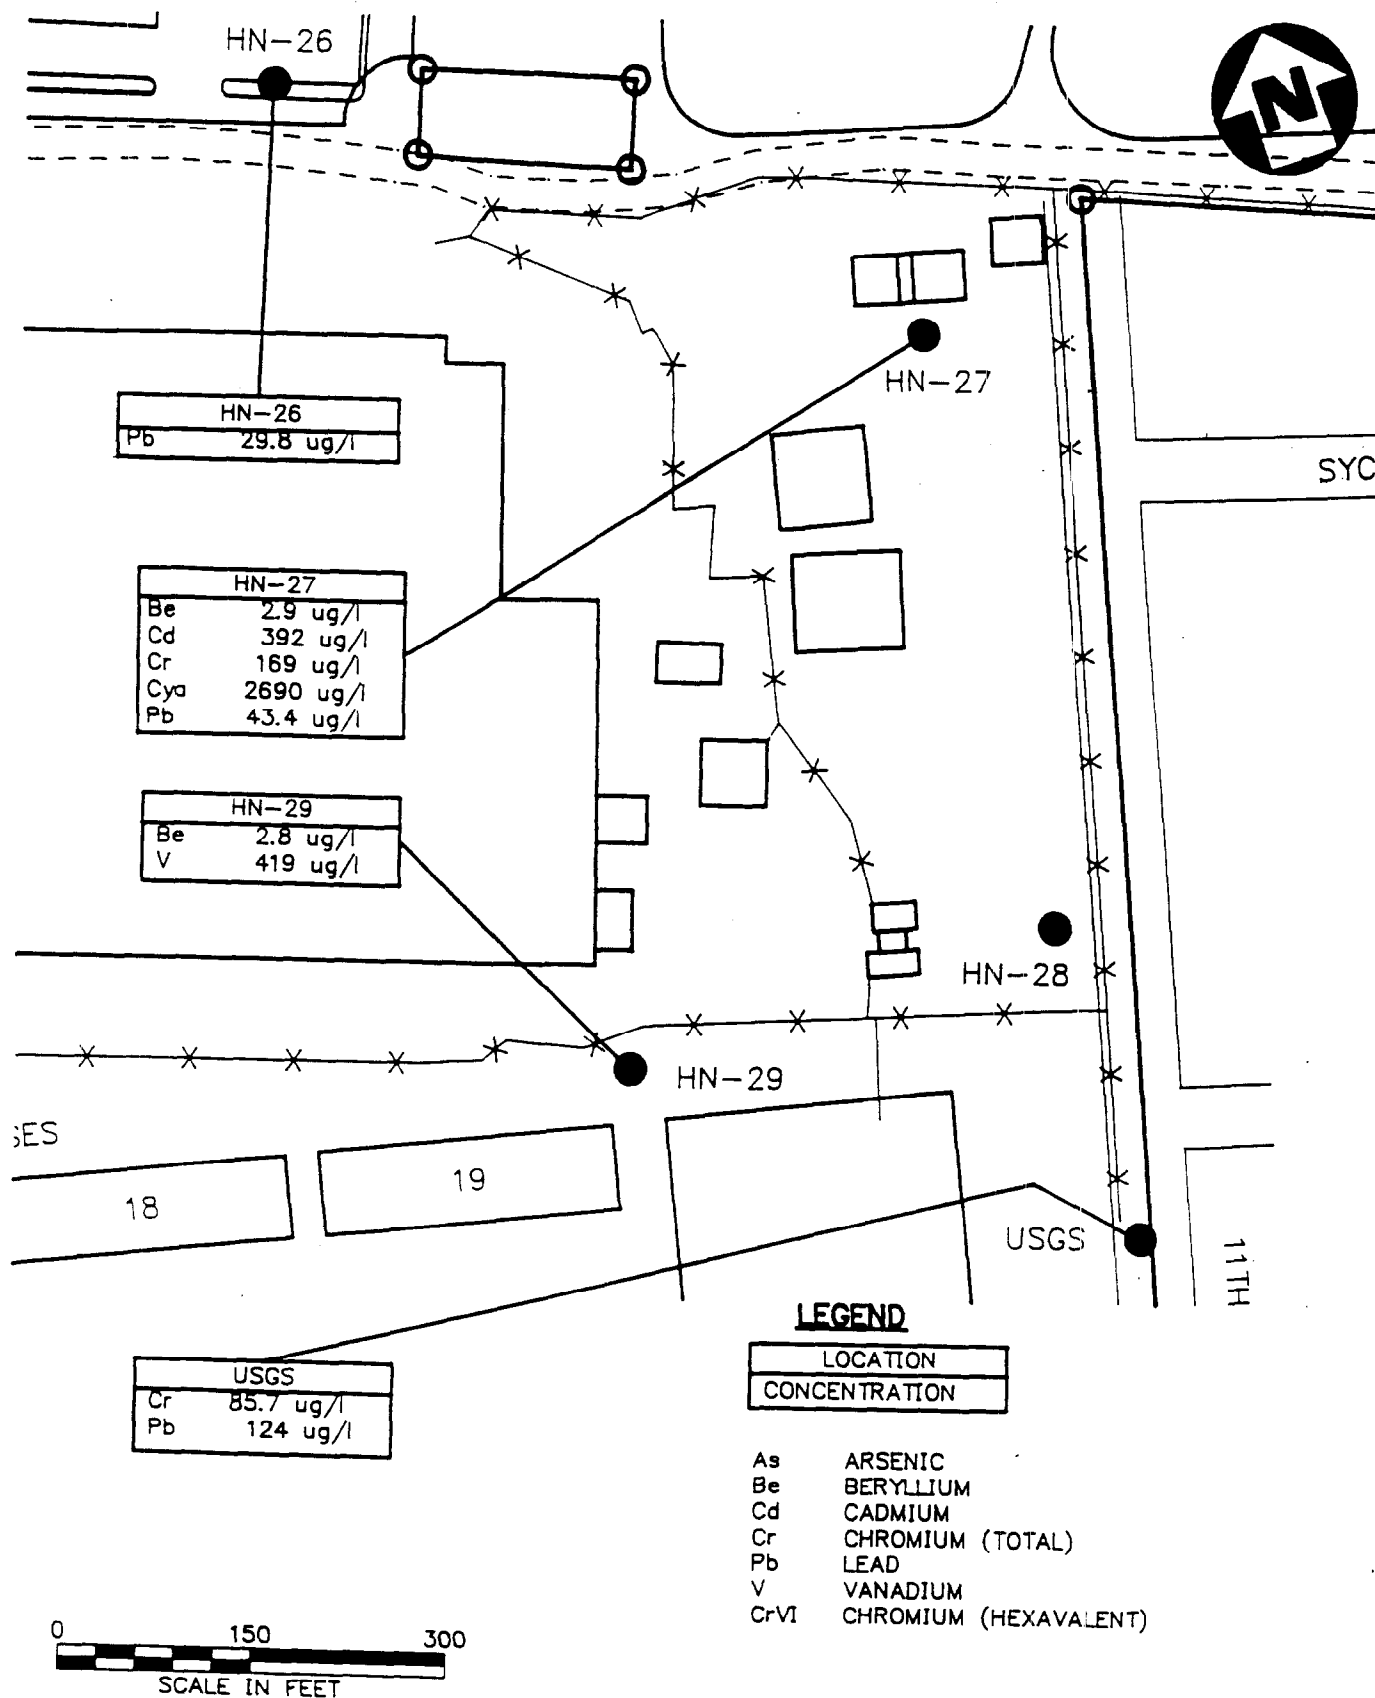 HN-26
N
HN-27
SYC
HN-26
Pb 29.8 ug/l
HN-27
Be 2.9 ug/l
Cd 392 ug/l
Cr 169 ug/l
Cya 2690 ug/l
Pb 43.4 ug/l
HN-29
Be 2.8 ug/l
V 419 ug/l
HN-28
HN-29
SES
18
19
USGS
11TH
USGS
Cr 85.7 ug/l
Pb 124 ug/l
LEGEND
LOCATION
CONCENTRATION
As ARSENIC
Be BERYLLIUM
Cd CADMIUM
Cr CHROMIUM (TOTAL)
Pb LEAD
V VANADIUM
CrVI CHROMIUM (HEXAVALENT)
0 150 300
SCALE IN FEET